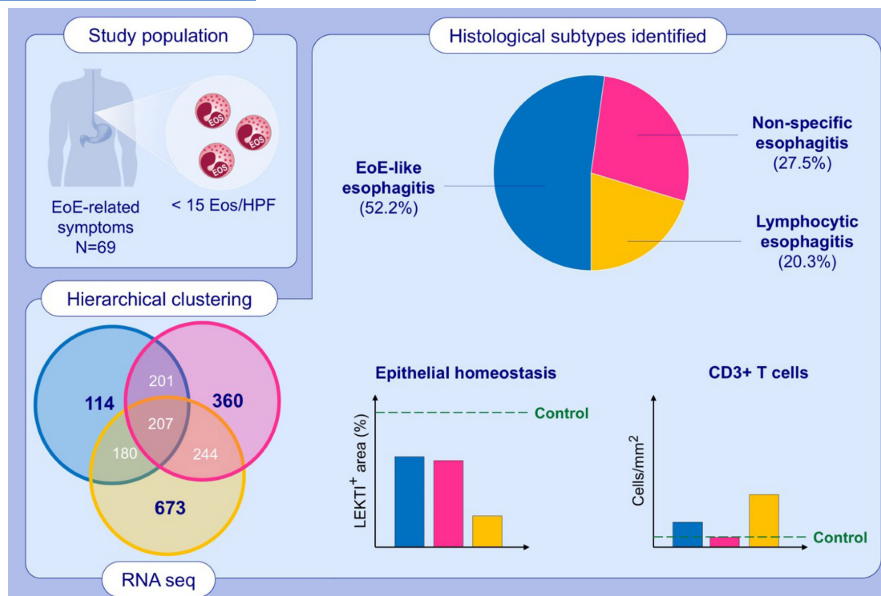 Study population
EOS
EOS
EOS
EoE-related
symptoms
N=69
< 15 Eos/HPF
Histological subtypes identified
EoE-like
esophagitis
(52.2%)
Non-specific
esophagitis
(27.5%)
Lymphocytic
esophagitis
(20.3%)
Hierarchical clustering
201
114
360
207
180
244
673
RNA seq
Epithelial homeostasis
LEKTI⁺ area (%)
Control
CD3+ T cells
Cells/mm²
Control